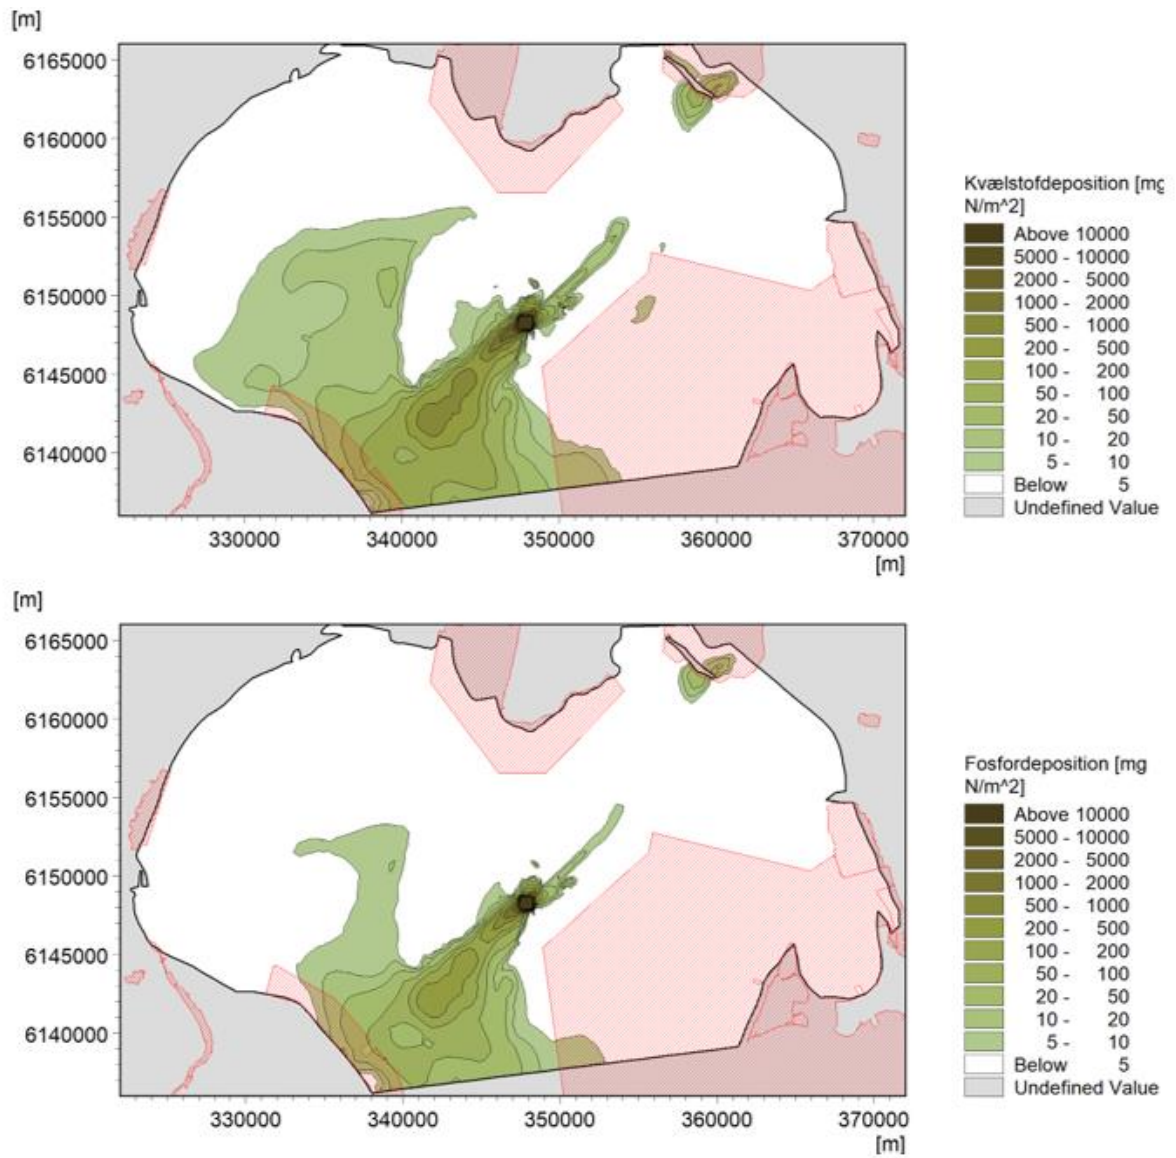 [m]
6165000
6160000
6155000
6150000
6145000
6140000
330000 340000 350000 360000 370000
[m]
Kvælstofdeposition [mg
N/m^2]
Above 10000
5000 - 10000
2000 - 5000
1000 - 2000
500 - 1000
200 - 500
100 - 200
50 - 100
20 - 50
10 - 20
5 - 10
Below 5
Undefined Value
[m]
6165000
6160000
6155000
6150000
6145000
6140000
330000 340000 350000 360000 370000
[m]
Fosfordeposition [mg
N/m^2]
Above 10000
5000 - 10000
2000 - 5000
1000 - 2000
500 - 1000
200 - 500
100 - 200
50 - 100
20 - 50
10 - 20
5 - 10
Below 5
Undefined Value